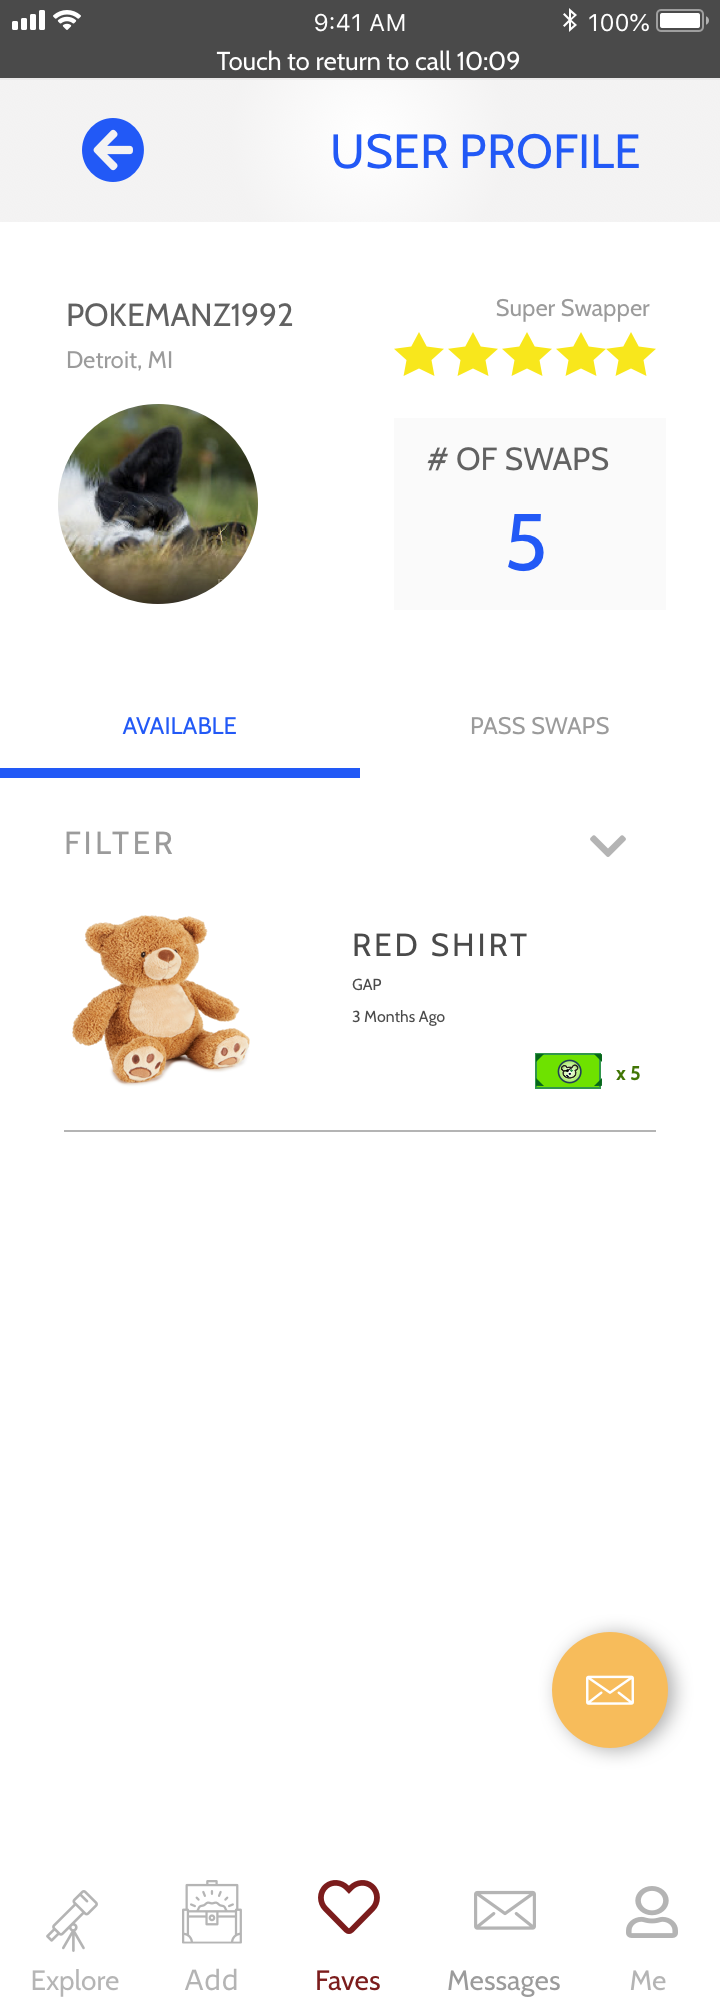 9:41 AM
100%
Touch to return to call 10:09
USER PROFILE
POKEMANZ1992
Super Swapper
Detroit, MI
# OF SWAPS
5
AVAILABLE
PASS SWAPS
FILTER
RED SHIRT
GAP
3 Months Ago
x 5
Explore
Add
Faves
Messages
Me